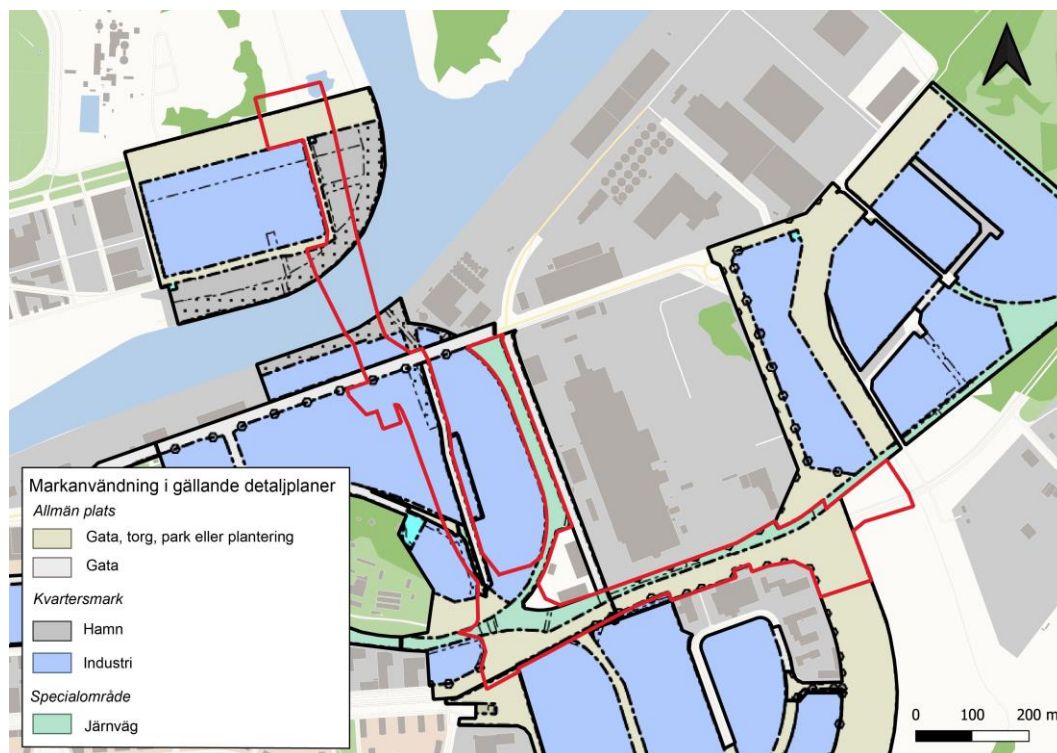 Markanvändning i gällande detaljplaner
Allmän plats
Gata, torg, park eller plantering
Gata
Kvartersmark
Hamn
Industri
Specialområde
Järnväg
0 100 200 m